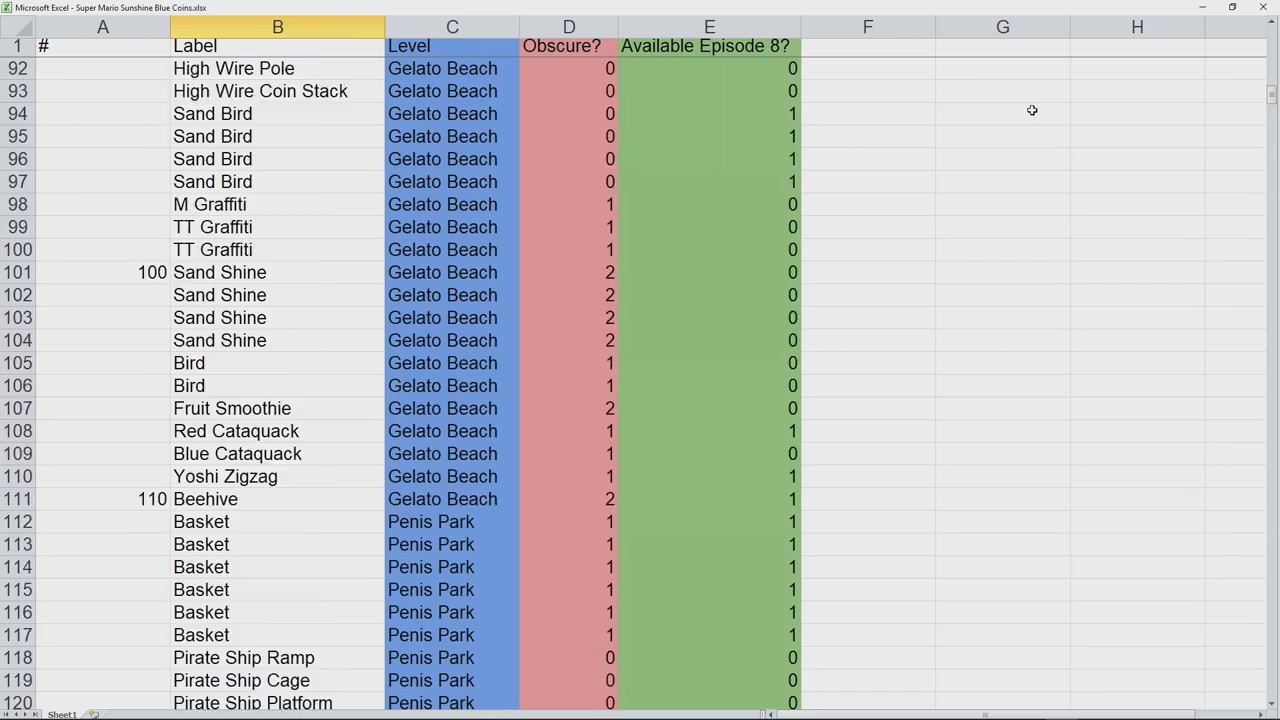 Microsoft Excel - Super Mario Sunshine Blue Coins.xlsx
A B C D E F G H
1 # Label Level Obscure? Available Episode 8?
92 High Wire Pole Gelato Beach 0 0
93 High Wire Coin Stack Gelato Beach 0 0
94 Sand Bird Gelato Beach 0 1
95 Sand Bird Gelato Beach 0 1
96 Sand Bird Gelato Beach 0 1
97 Sand Bird Gelato Beach 0 1
98 M Graffiti Gelato Beach 1 0
99 TT Graffiti Gelato Beach 1 0
100 TT Graffiti Gelato Beach 1 0
101 100 Sand Shine Gelato Beach 2 0
102 Sand Shine Gelato Beach 2 0
103 Sand Shine Gelato Beach 2 0
104 Sand Shine Gelato Beach 2 0
105 Bird Gelato Beach 1 0
106 Bird Gelato Beach 1 0
107 Fruit Smoothie Gelato Beach 2 0
108 Red Cataquack Gelato Beach 1 1
109 Blue Cataquack Gelato Beach 1 0
110 Yoshi Zigzag Gelato Beach 1 1
111 110 Beehive Gelato Beach 2 1
112 Basket Penis Park 1 1
113 Basket Penis Park 1 1
114 Basket Penis Park 1 1
115 Basket Penis Park 1 1
116 Basket Penis Park 1 1
117 Basket Penis Park 1 1
118 Pirate Ship Ramp Penis Park 0 0
119 Pirate Ship Cage Penis Park 0 0
120 Pirate Ship Platform Penis Park 0 0
Sheet1